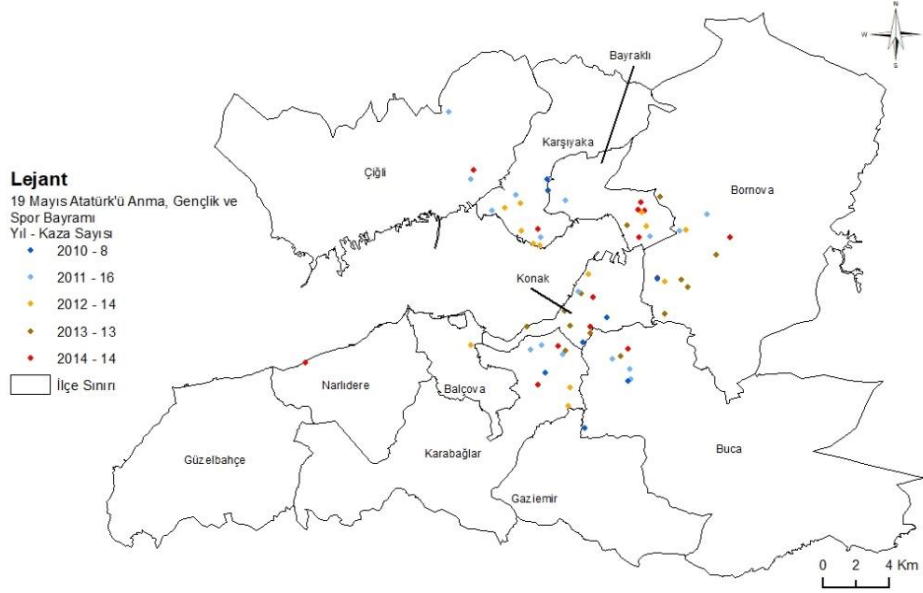 N
W E
S
Bayraklı
Karşıyaka
Çiğli
Bornova
Lejant
19 Mayıs Atatürk'ü Anma, Gençlik ve
Spor Bayramı
Yıl - Kaza Sayısı
2010 - 8
2011 - 16
2012 - 14
2013 - 13
2014 - 14
İlçe Sınırı
Konak
Narlıdere
Balçova
Güzelbahçe
Karabağlar
Buca
Gaziemir
0 2 4 Km